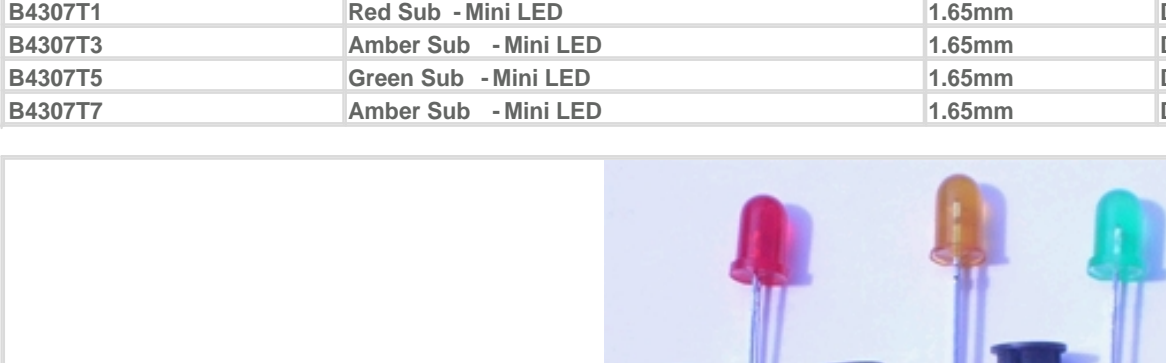 B4307T1 Red Sub - Mini LED 1.65mm
B4307T3 Amber Sub - Mini LED 1.65mm
B4307T5 Green Sub - Mini LED 1.65mm
B4307T7 Amber Sub - Mini LED 1.65mm